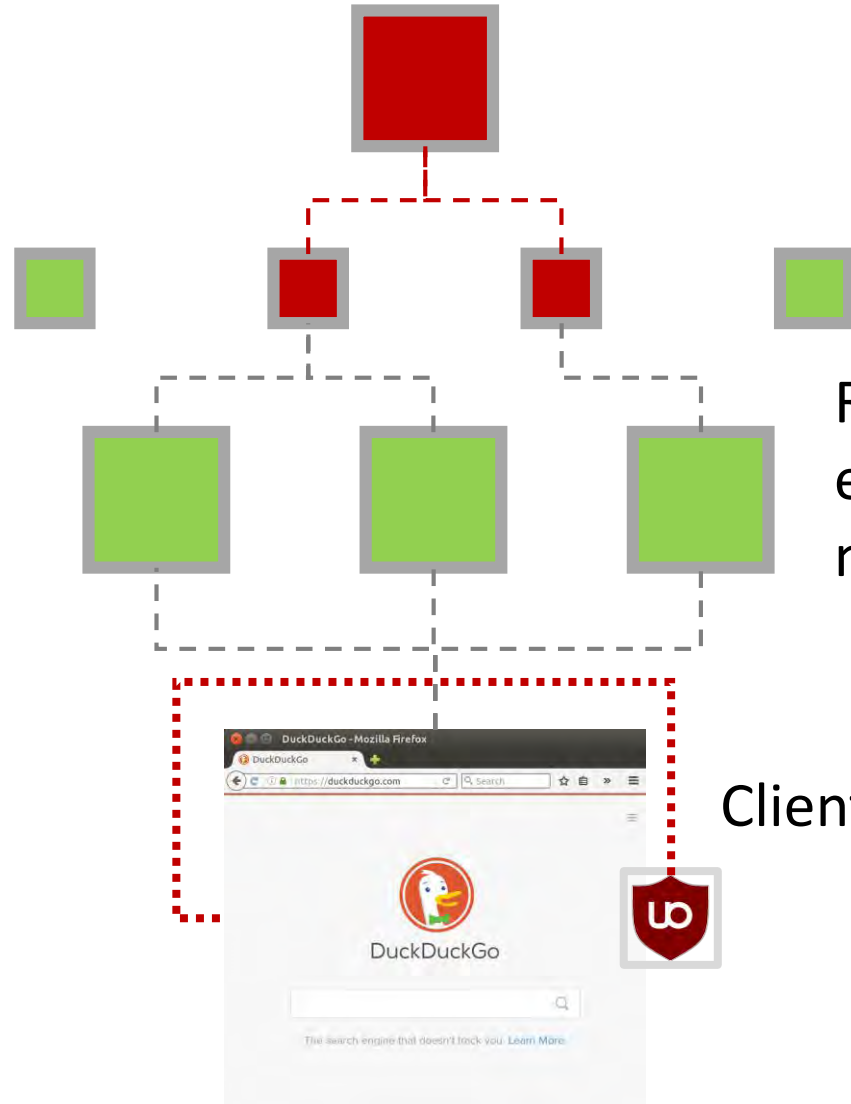 F
e
r
DuckDuckGo - Mozilla Firefox
DuckDuckGo
https://duckduckgo.com
Search
Client
DuckDuckGo
The search engine that doesn't track you. Learn More.
uo